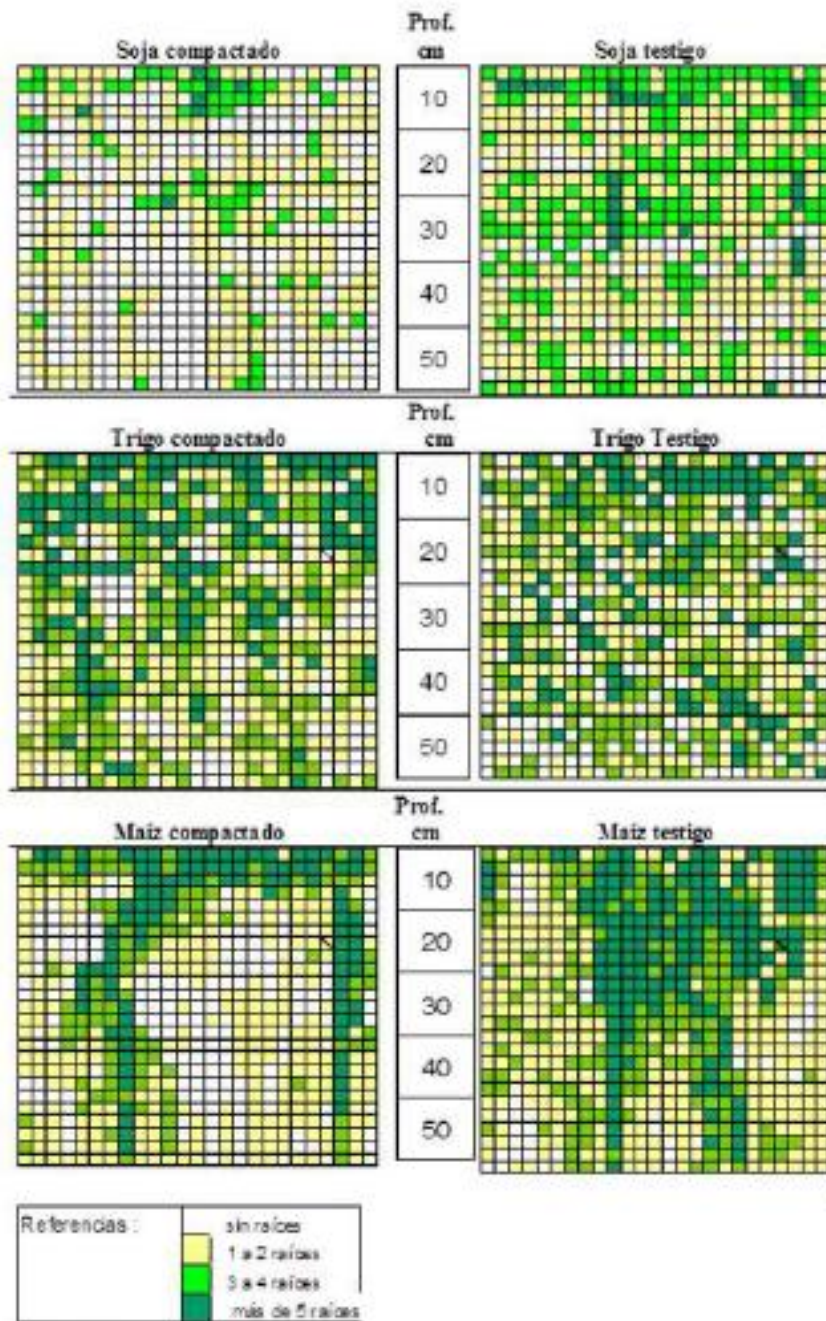 Prof.
cm
Soja compactado
Soja testigo
10
20
30
40
50
Prof.
cm
Trigo compactado
Trigo Testigo
10
20
30
40
50
Prof.
cm
Maiz compactado
Maiz testigo
10
20
30
40
50
Referencias :
sin raíces
1 a 2 raíces
3 a 4 raíces
más de 5 raíces